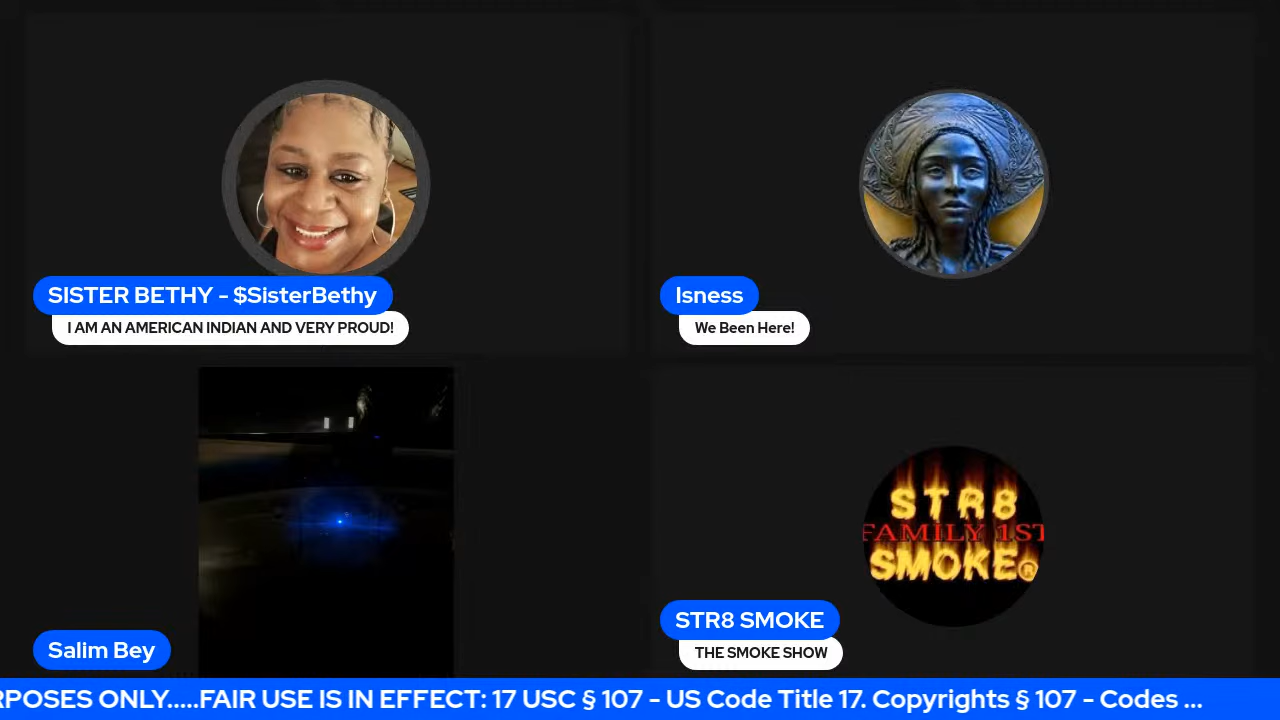 SISTER BETHY - $SisterBethy
I AM AN AMERICAN INDIAN AND VERY PROUD!
Isness
We Been Here!
Salim Bey
STR8
FAMILY 1ST
SMOKE®
STR8 SMOKE
THE SMOKE SHOW
RPOSES ONLY.....FAIR USE IS IN EFFECT: 17 USC § 107 - US Code Title 17. Copyrights § 107 - Codes ...